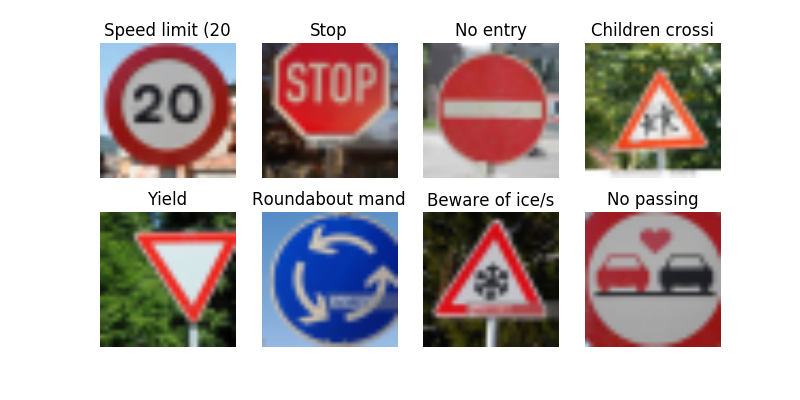 Speed limit (20
Stop
No entry
Children crossi
20
STOP
Yield
Roundabout mand
Beware of ice/s
No passing